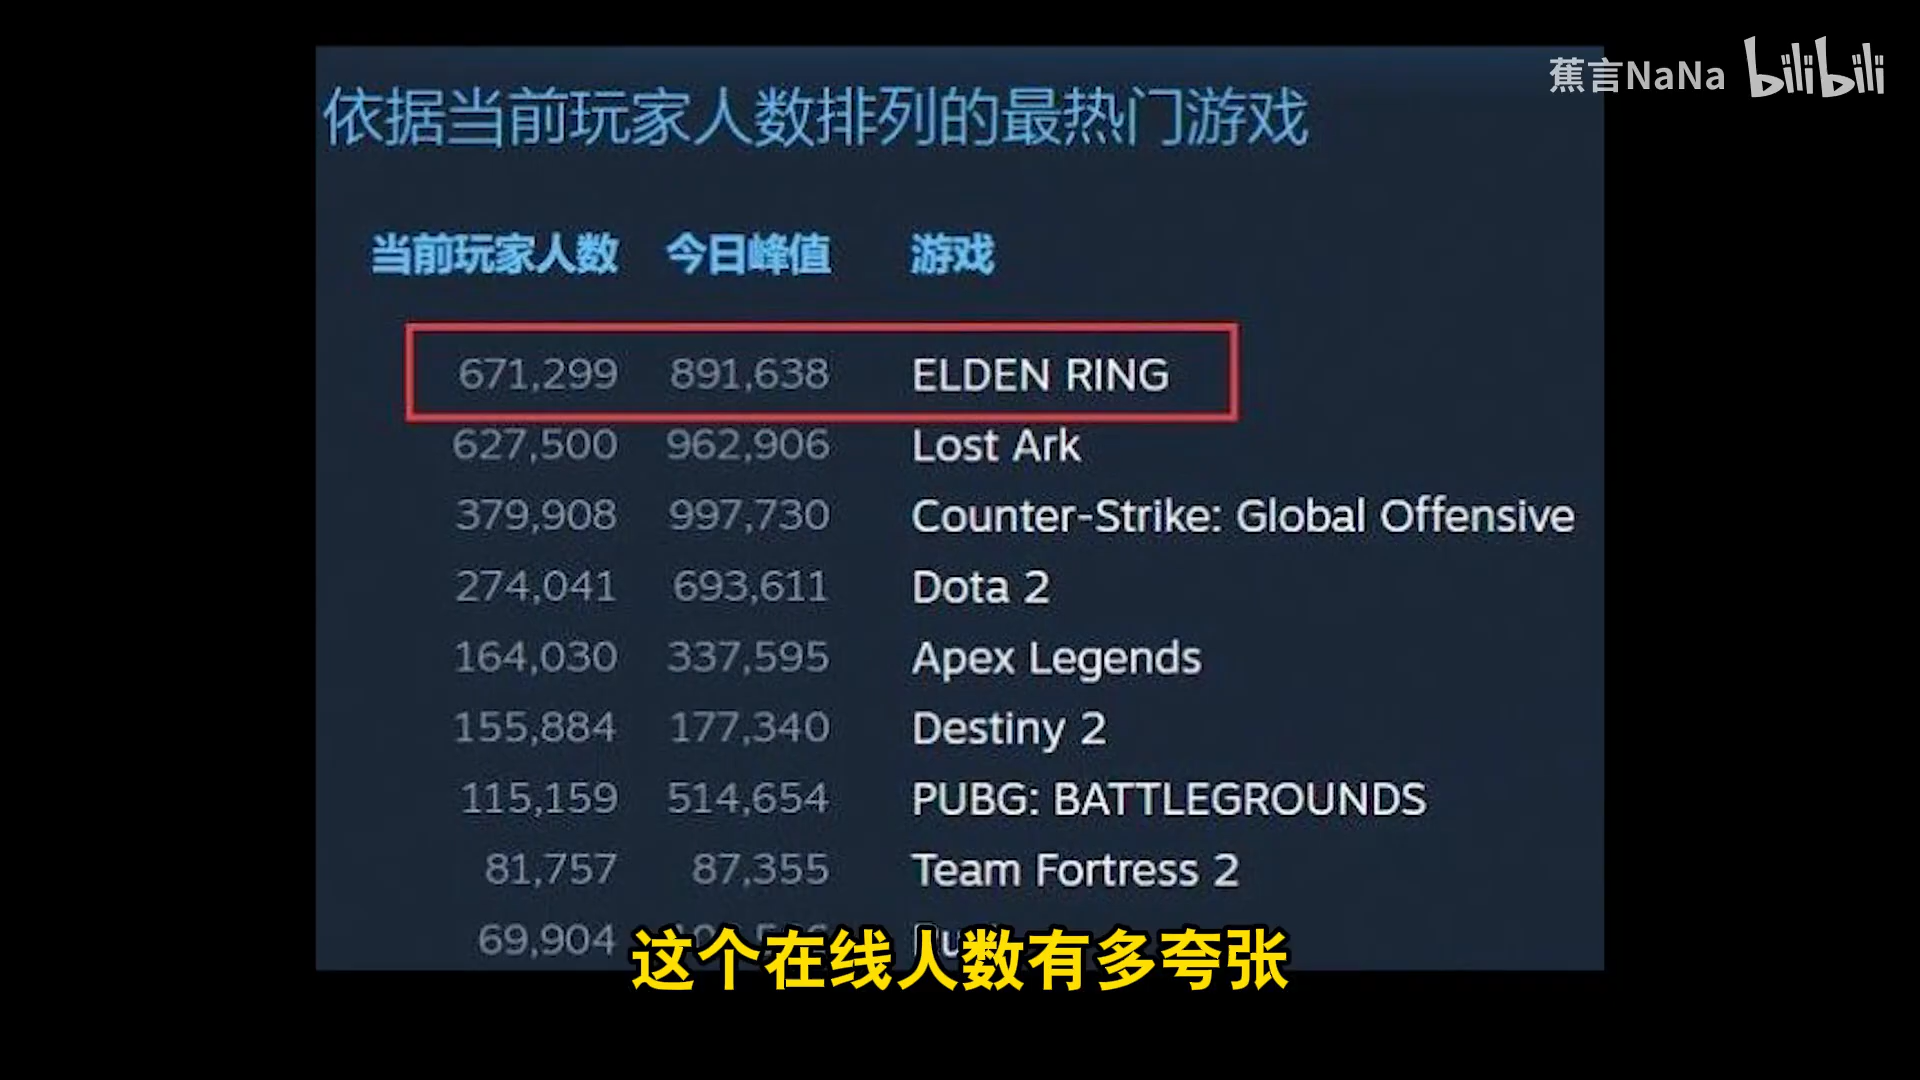 蕉言NaNa bilibili
依据当前玩家人数排列的最热门游戏
当前玩家人数 今日峰值 游戏
671,299 891,638 ELDEN RING
627,500 962,906 Lost Ark
379,908 997,730 Counter-Strike: Global Offensive
274,041 693,611 Dota 2
164,030 337,595 Apex Legends
155,884 177,340 Destiny 2
115,159 514,654 PUBG: BATTLEGROUNDS
81,757 87,355 Team Fortress 2
69,904
这个在线人数有多夸张